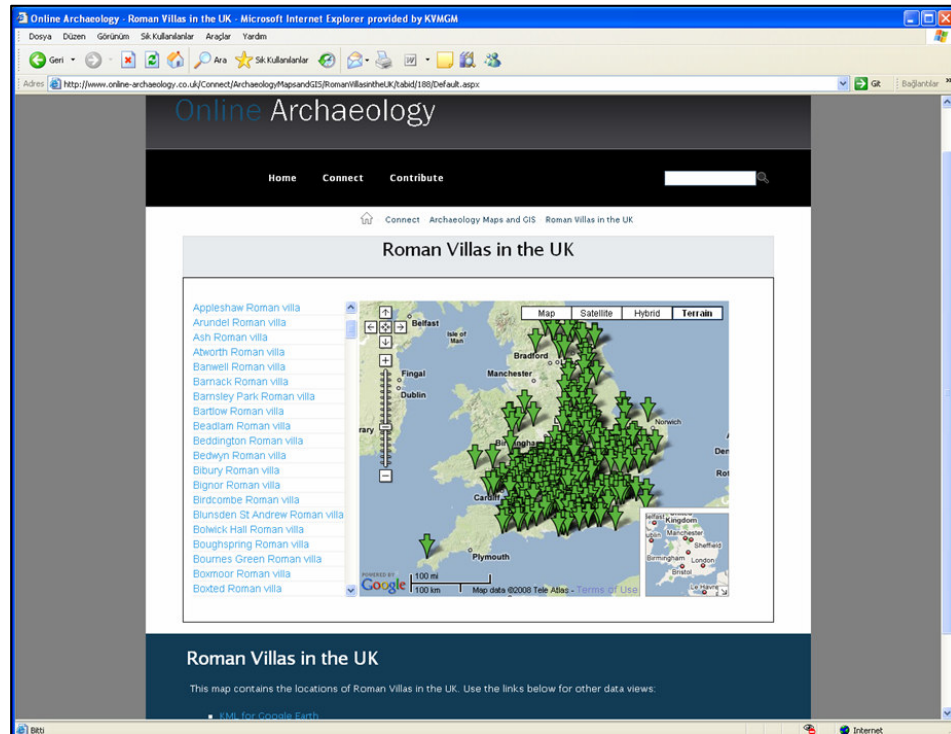 Online Archaeology - Roman Villas in the UK - Microsoft Internet Explorer provided by KVMGM
Dosya Düzen Görünüm Sık Kullanılanlar Araçlar Yardım
Geri Ara Sık Kullanılanlar
Adres http://www.online-archaeology.co.uk/Connect/ArchaeologyMapsandGIS/RomanVillasintheUK/tabid/188/Default.aspx Git Bağlantılar »
Online Archaeology
Home Connect Contribute
Connect Archaeology Maps and GIS Roman Villas in the UK
Roman Villas in the UK
Appleshaw Roman villa
Arundel Roman villa
Ash Roman villa
Atworth Roman villa
Banwell Roman villa
Barnack Roman villa
Barnsley Park Roman villa
Bartlow Roman villa
Beadlam Roman villa
Beddington Roman villa
Bedwyn Roman villa
Bibury Roman villa
Bignor Roman villa
Birdcombe Roman villa
Blunsden St Andrew Roman villa
Bolwick Hall Roman villa
Boughspring Roman villa
Bournes Green Roman villa
Boxmoor Roman villa
Boxted Roman villa
Map Satellite Hybrid Terrain
Belfast
Isle of
Man
Bradford
Fingal
Manchester
Dublin
Norwich
Birmingham
Cardiff
Plymouth
POWERED BY
Google
100 mi
100 km
Map data ©2008 Tele Atlas - Terms of Use
Kingdom
Manchester
Sheffield
Birmingham London
Bristol
Le Havre
Roman Villas in the UK
This map contains the locations of Roman Villas in the UK. Use the links below for other data views:
KML for Google Earth
Bitti Internet